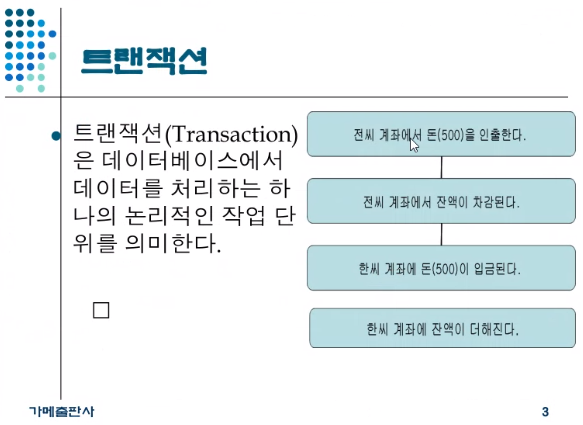 트랜잭션
트랜잭션(Transaction)
은 데이터베이스에서
데이터를 처리하는 하
나의 논리적인 작업 단
위를 의미한다.
전씨 계좌에서 돈(500)을 인출한다.
전씨 계좌에서 잔액이 차감된다.
한씨 계좌에 돈(500)이 입금된다.
한씨 계좌에 잔액이 더해진다.
가메출판사
3